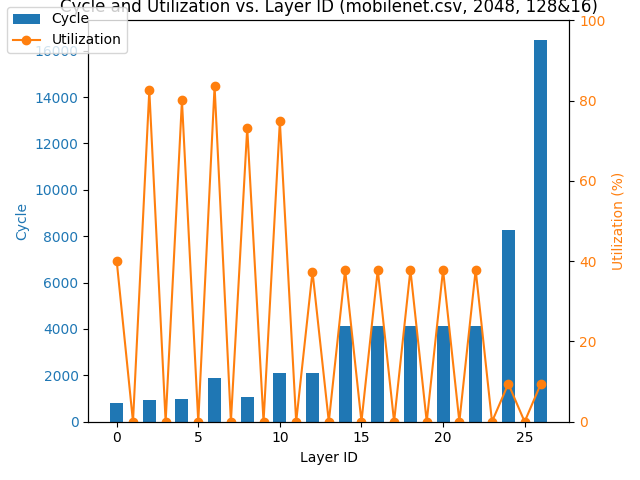 Cycle and Utilization vs. Layer ID (mobilenet.csv, 2048, 128&16)
Cycle
Utilization
16000
14000
12000
10000
8000
6000
4000
2000
0
Cycle
100
80
60
40
20
0
Utilization (%)
0 5 10 15 20 25
Layer ID